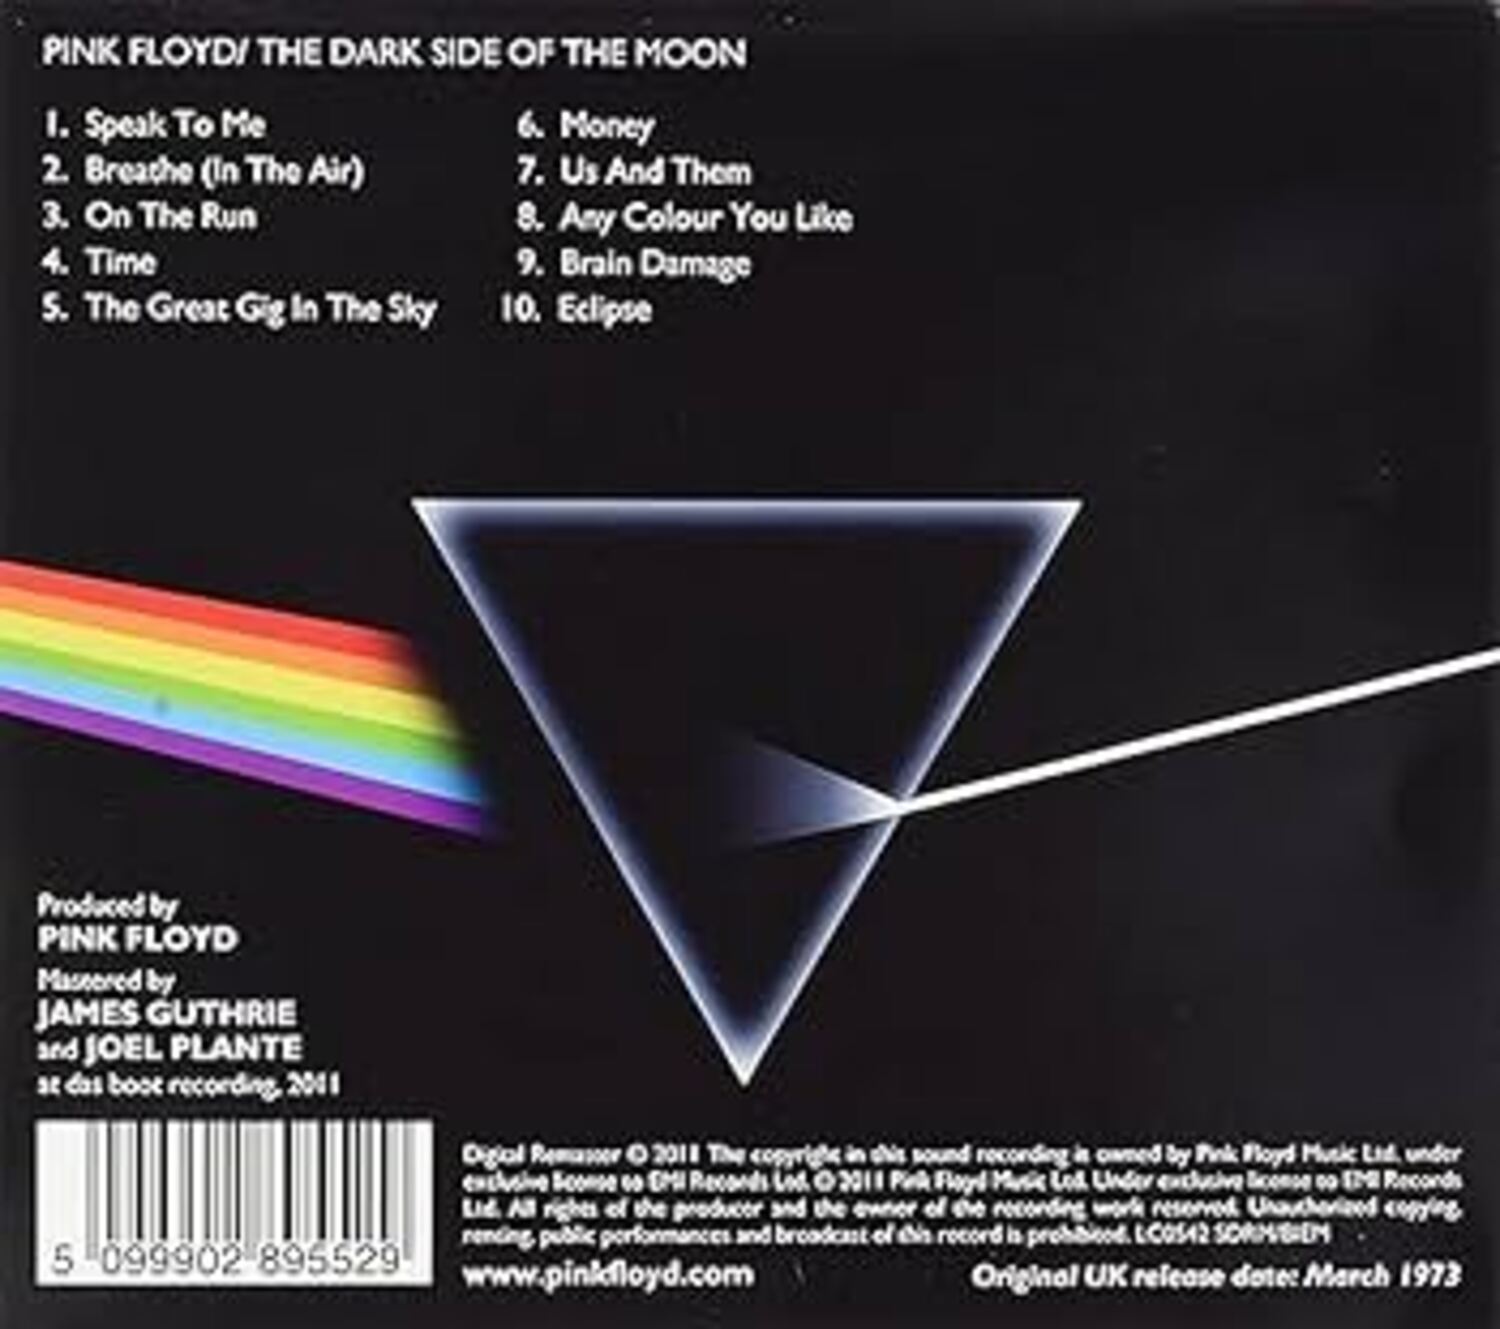 PINK FLOYD/ THE DARK SIDE OF THE MOON
1. Speak To Me
2. Breathe (In The Air)
3. On The Run
4. Time
5. The Great Gig In The Sky
6. Money
7. Us And Them
8. Any Colour You Like
9. Brain Damage
10. Eclipse
Produced by
PINK FLOYD
Mastered by
JAMES GUTHRIE
and JOEL PLANTE
at das boot recording, 2011
5 099902 895529
Digital Remaster ℗ 2011 The copyright in this sound recording is owned by Pink Floyd Music Ltd. under
exclusive license to EMI Records Ltd. © 2011 Pink Floyd Music Ltd. Under exclusive license to EMI Records
Ltd. All rights of the producer and the owner of the recording work reserved. Unauthorized copying,
renting, public performances and broadcast of this record is prohibited. LC0542 SDRM/BIEM
www.pinkfloyd.com
Original UK release date: March 1973